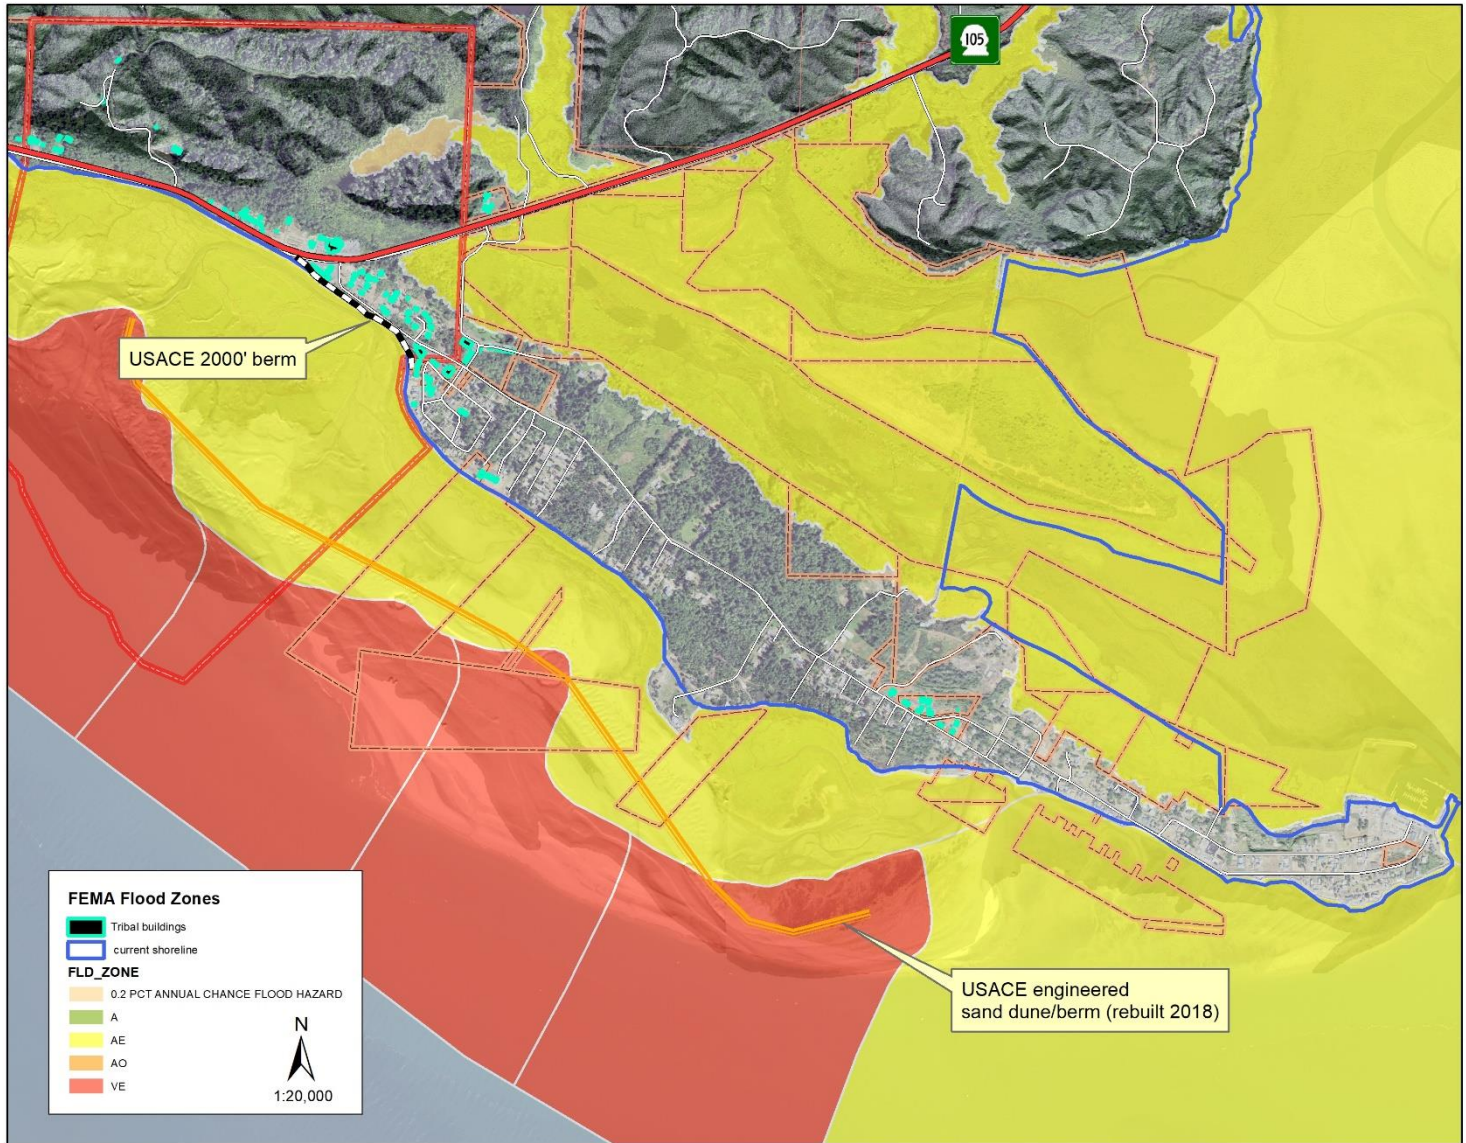 105
USACE 2000' berm
FEMA Flood Zones
Tribal buildings
current shoreline
FLD_ZONE
0.2 PCT ANNUAL CHANCE FLOOD HAZARD
A
AE
AO
VE
N
1:20,000
USACE engineered
sand dune/berm (rebuilt 2018)